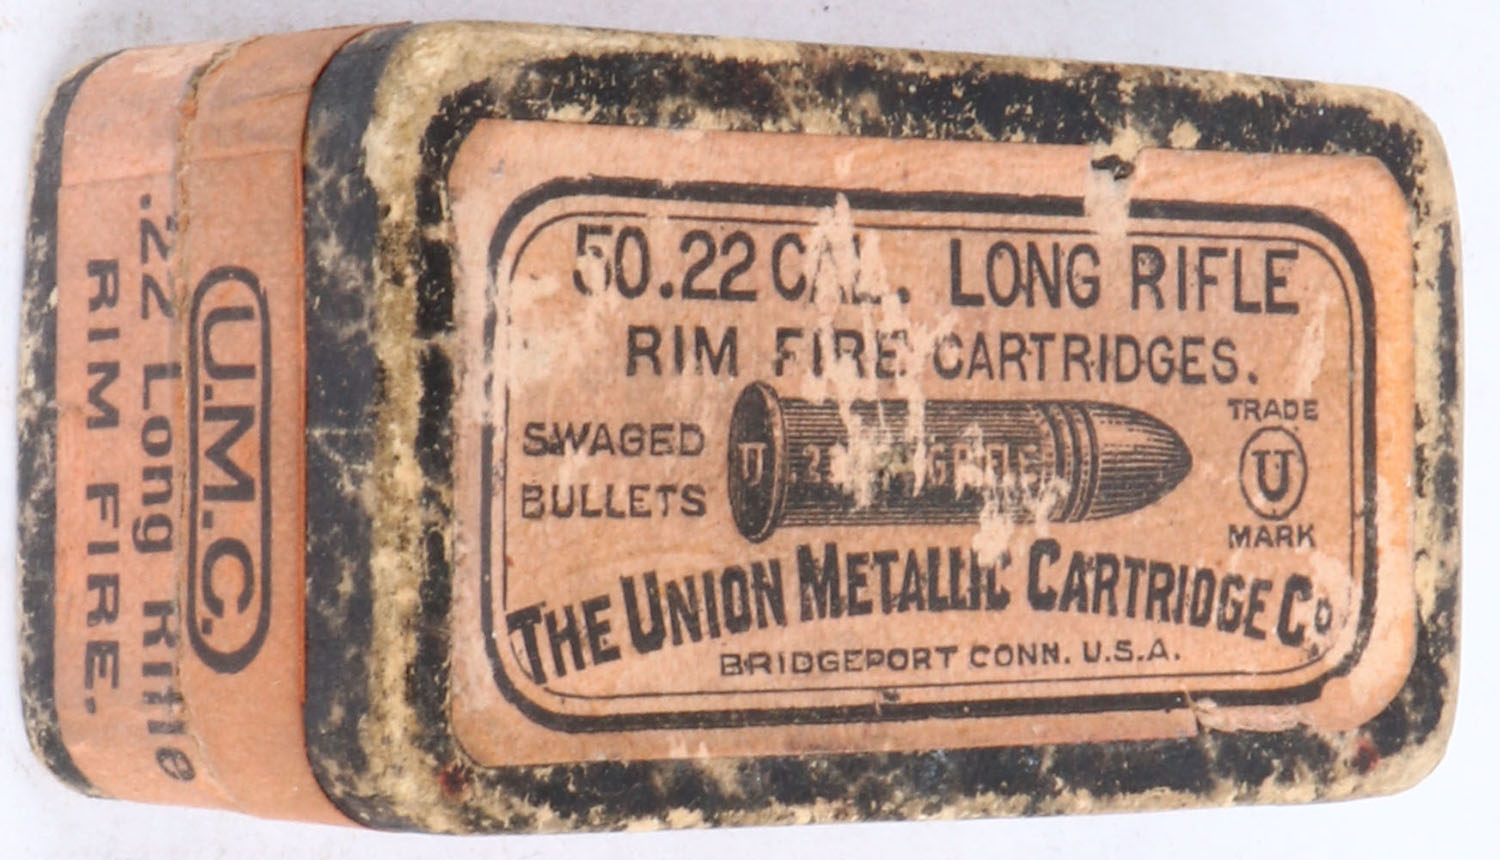 50.22 CAL. LONG RIFLE
RIM FIRE CARTRIDGES.
SWAGED
BULLETS
U
TRADE
U
MARK
THE UNION METALLIC CARTRIDGE CO
BRIDGEPORT CONN. U.S.A.
U.M.C.
.22 Long Rifle
RIM FIRE.